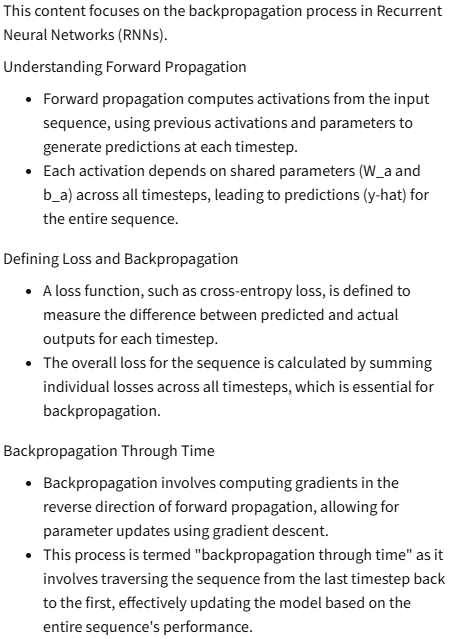 This content focuses on the backpropagation process in Recurrent
Neural Networks (RNNs).
Understanding Forward Propagation
• Forward propagation computes activations from the input
sequence, using previous activations and parameters to
generate predictions at each timestep.
• Each activation depends on shared parameters (W_a and
b_a) across all timesteps, leading to predictions (y-hat) for
the entire sequence.
Defining Loss and Backpropagation
• A loss function, such as cross-entropy loss, is defined to
measure the difference between predicted and actual
outputs for each timestep.
• The overall loss for the sequence is calculated by summing
individual losses across all timesteps, which is essential for
backpropagation.
Backpropagation Through Time
• Backpropagation involves computing gradients in the
reverse direction of forward propagation, allowing for
parameter updates using gradient descent.
• This process is termed "backpropagation through time" as it
involves traversing the sequence from the last timestep back
to the first, effectively updating the model based on the
entire sequence's performance.